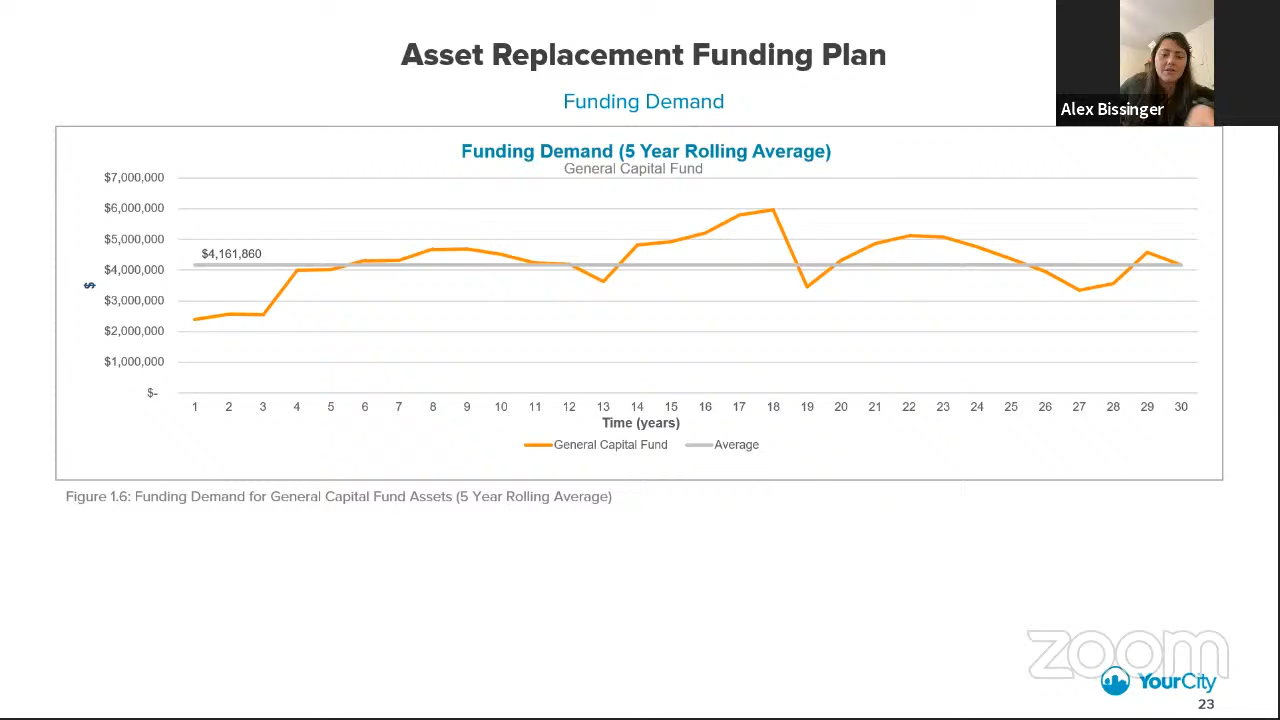 Asset Replacement Funding Plan
Funding Demand
Alex Bissinger
Funding Demand (5 Year Rolling Average)
General Capital Fund
$7,000,000
$6,000,000
$5,000,000
$4,161,860
$4,000,000
$
$3,000,000
$2,000,000
$1,000,000
$-
1 2 3 4 5 6 7 8 9 10 11 12 13 14 15 16 17 18 19 20 21 22 23 24 25 26 27 28 29 30
Time (years)
General Capital Fund Average
Figure 1.6: Funding Demand for General Capital Fund Assets (5 Year Rolling Average)
zoom
YourCity
23